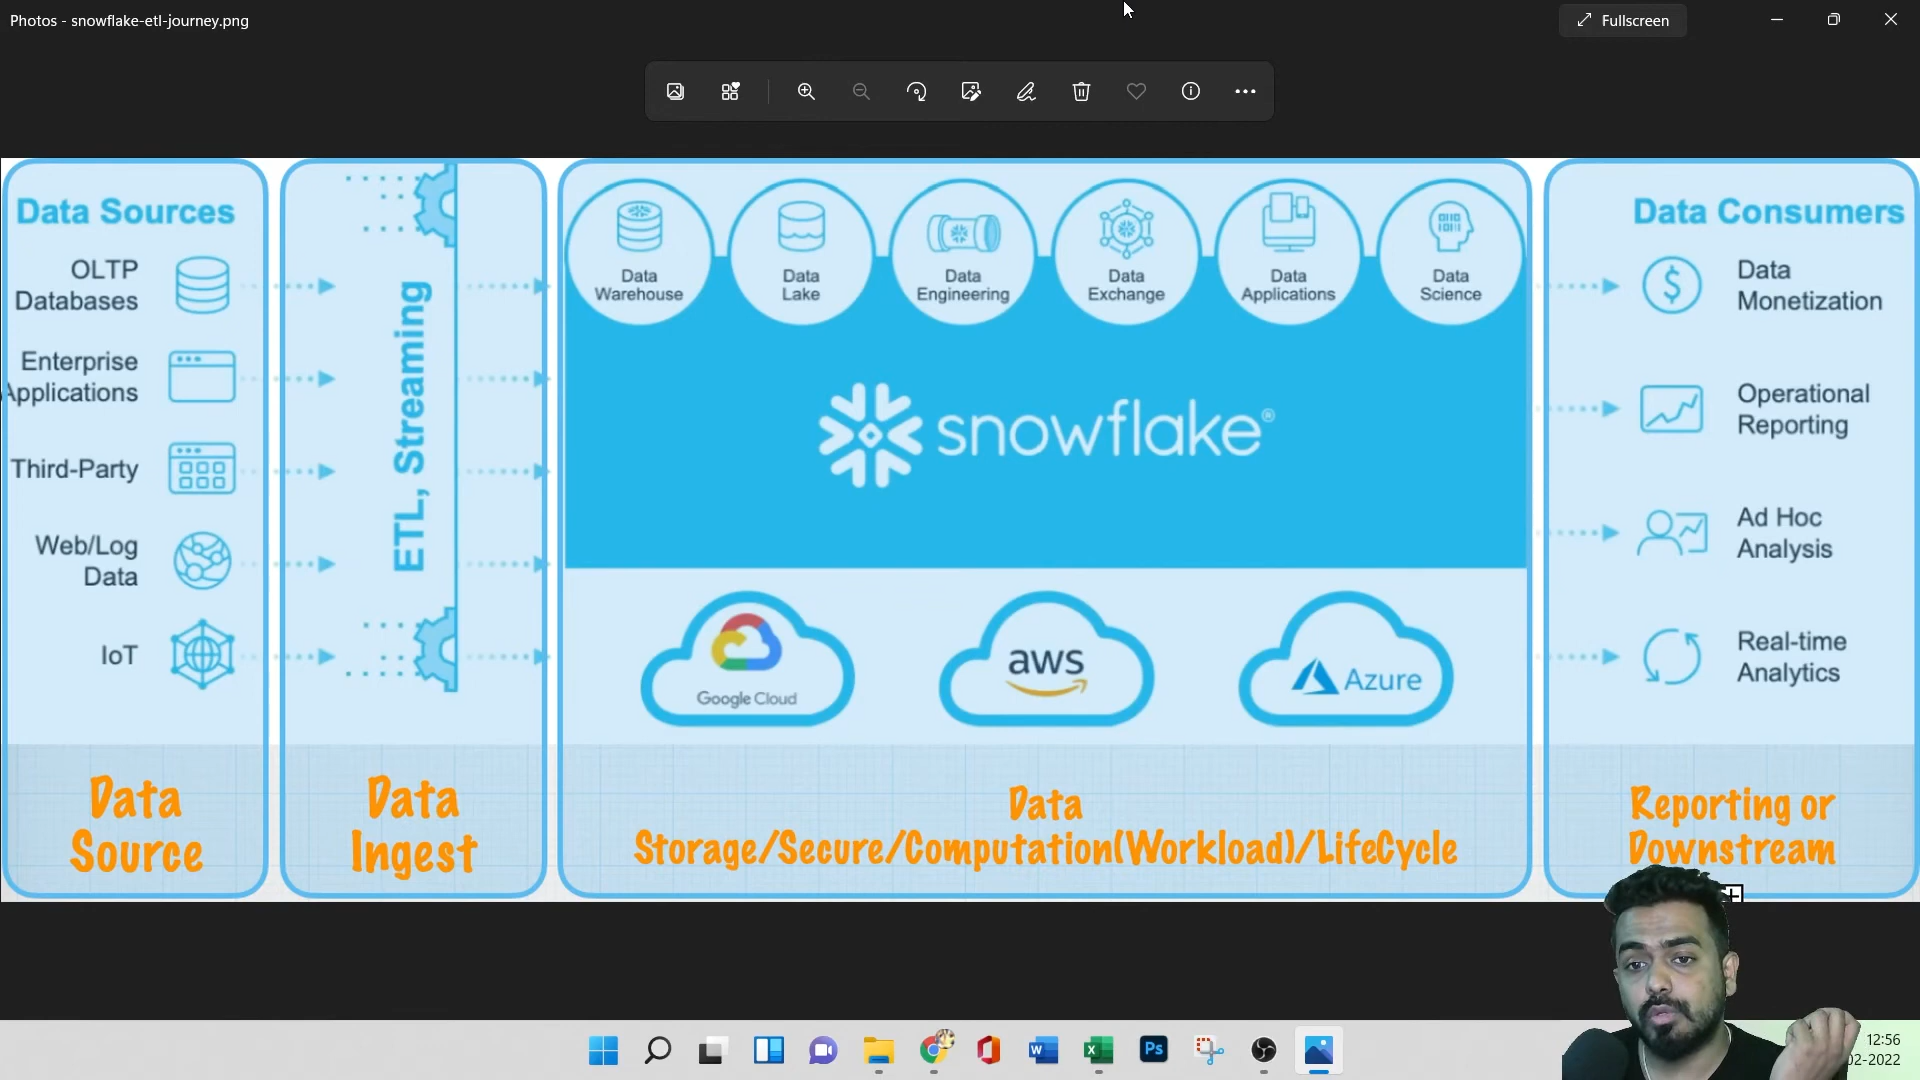 Photos - snowflake-etl-journey.png
Fullscreen
Data Sources
OLTP
Databases
Enterprise
Applications
Third-Party
Web/Log
Data
IoT
Data
Source
ETL, Streaming
Data
Ingest
Data
Warehouse
Data
Lake
Data
Engineering
Data
Exchange
Data
Applications
Data
Science
snowflake®
Google Cloud
aws
Azure
Data
Storage/Secure/Computation(Workload)/LifeCycle
Data Consumers
Data
Monetization
Operational
Reporting
Ad Hoc
Analysis
Real-time
Analytics
Reporting or
Downstream
Ps
12:56
02-2022